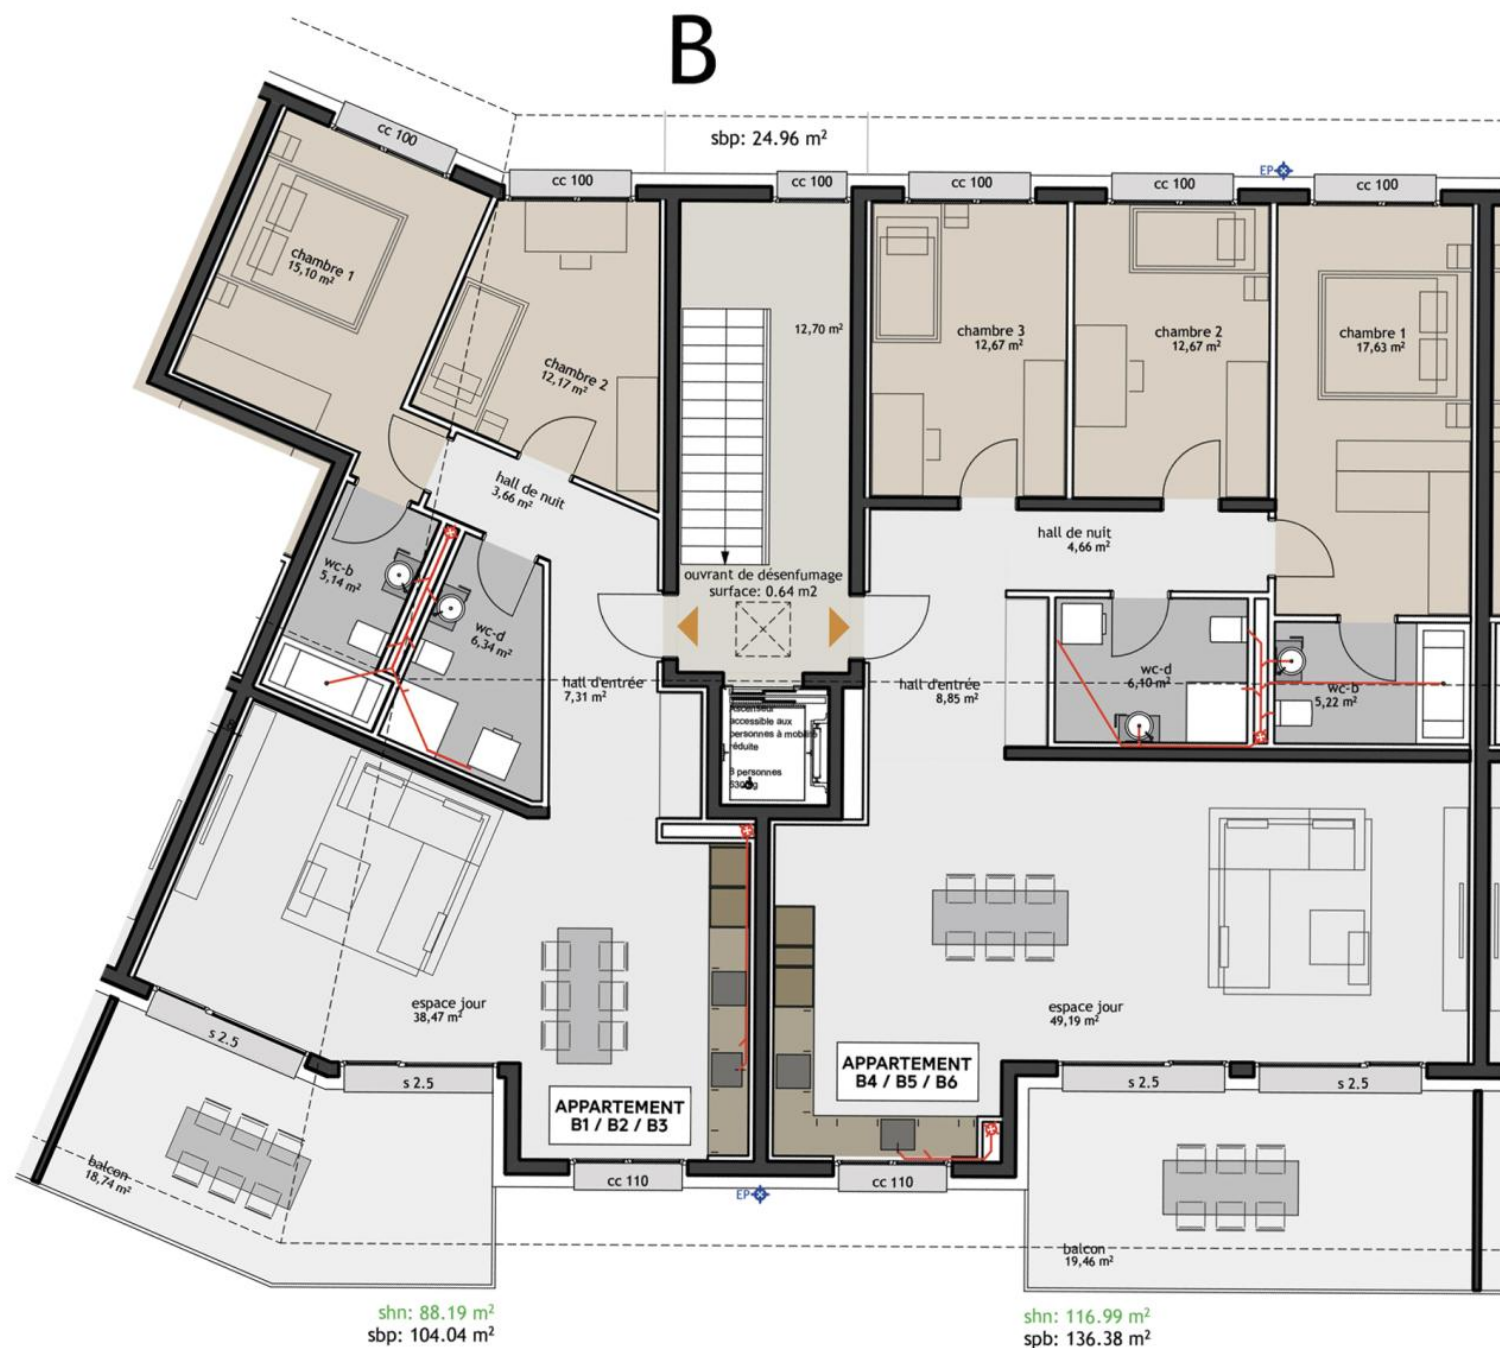 B
sbp: 24.96 m²
cc 100
cc 100
cc 100
cc 100
cc 100
cc 100
EP
chambre 1
15,10 m²
chambre 2
12,17 m²
12,70 m²
chambre 3
12,67 m²
chambre 2
12,67 m²
chambre 1
17,63 m²
hall de nuit
3,66 m²
hall de nuit
4,66 m²
ouvrant de désenfumage
surface: 0.64 m2
wc-b
5,14 m²
wc-d
6,34 m²
hall d'entrée
7,31 m²
hall d'entrée
8,85 m²
wc-d
6,10 m²
wc-b
5,22 m²
Ascenseur
accessible aux
personnes à mobilité
réduite
8 personnes
630kg
espace jour
38,47 m²
espace jour
49,19 m²
s 2.5
s 2.5
s 2.5
s 2.5
APPARTEMENT
B1 / B2 / B3
APPARTEMENT
B4 / B5 / B6
cc 110
cc 110
EP
balcon
18,74 m²
balcon
19,46 m²
shn: 88.19 m²
sbp: 104.04 m²
shn: 116.99 m²
spb: 136.38 m²